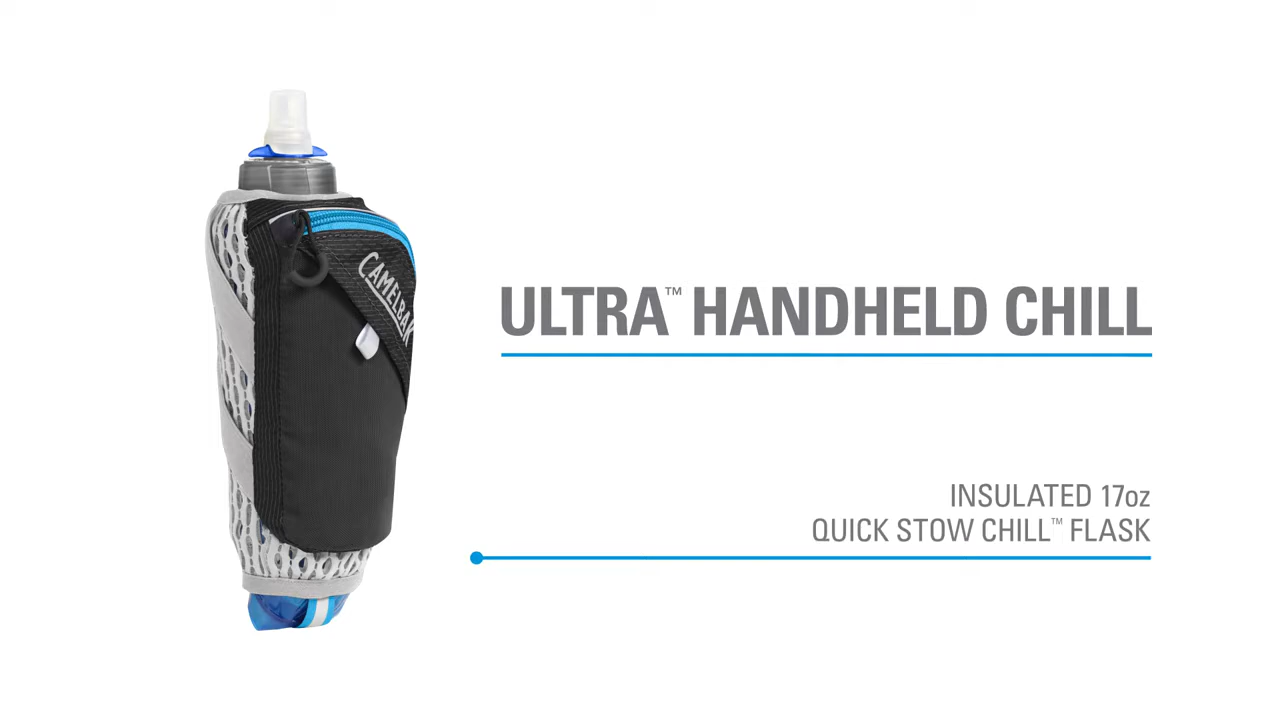 CAMELBAK
ULTRA™ HANDHELD CHILL
INSULATED 17oz
QUICK STOW CHILL™ FLASK